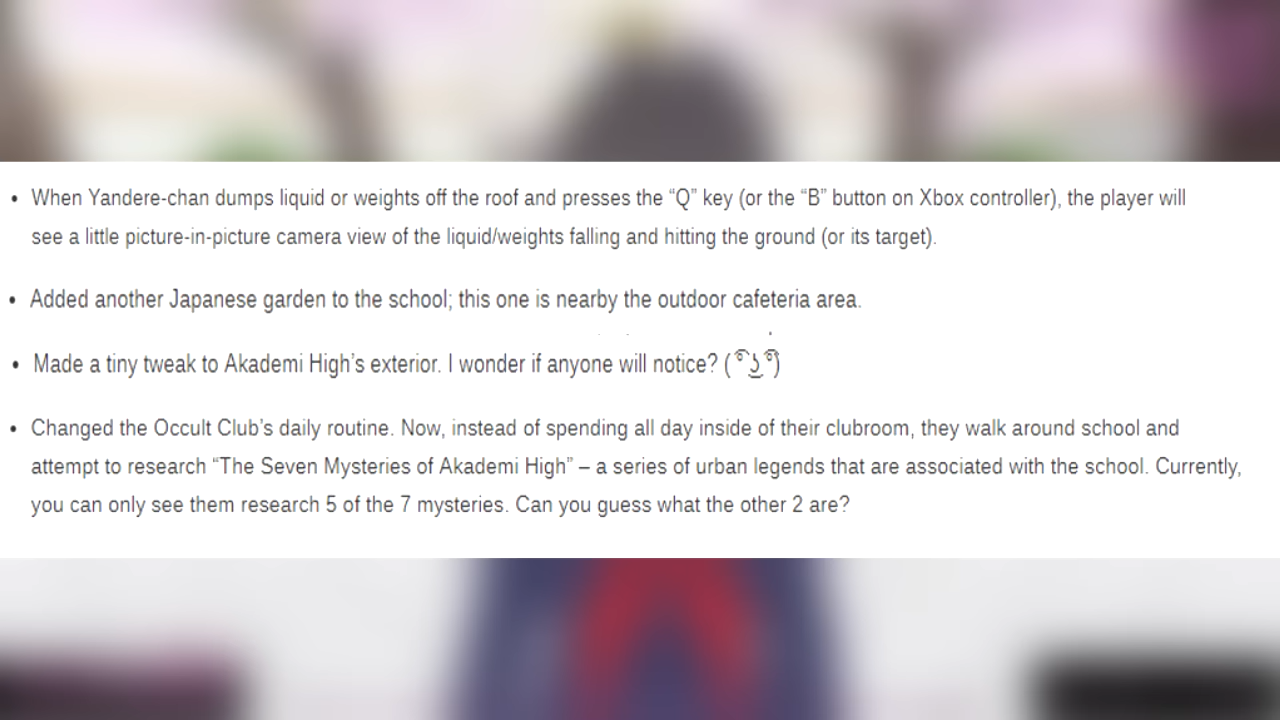 • When Yandere-chan dumps liquid or weights off the roof and presses the “Q” key (or the “B” button on Xbox controller), the player will
see a little picture-in-picture camera view of the liquid/weights falling and hitting the ground (or its target).
• Added another Japanese garden to the school; this one is nearby the outdoor cafeteria area.
• Made a tiny tweak to Akademi High’s exterior. I wonder if anyone will notice? ( ͡° ͜ʖ ͡°)
• Changed the Occult Club’s daily routine. Now, instead of spending all day inside of their clubroom, they walk around school and
attempt to research “The Seven Mysteries of Akademi High” – a series of urban legends that are associated with the school. Currently,
you can only see them research 5 of the 7 mysteries. Can you guess what the other 2 are?